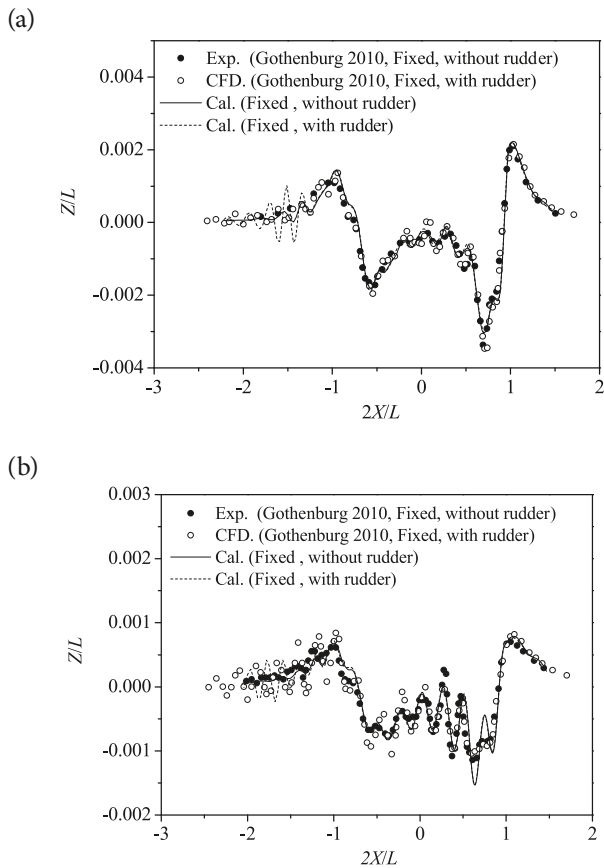 (a)
0.004
0.002
0.000
-0.002
-0.004
Z/L
Exp. (Gothenburg 2010, Fixed, without rudder)
CFD. (Gothenburg 2010, Fixed, with rudder)
Cal. (Fixed , without rudder)
Cal. (Fixed , with rudder)
-3 -2 -1 0 1 2
2X/L
(b)
0.003
0.002
0.001
0.000
-0.001
-0.002
Z/L
Exp. (Gothenburg 2010, Fixed, without rudder)
CFD. (Gothenburg 2010, Fixed, with rudder)
Cal. (Fixed , without rudder)
Cal. (Fixed , with rudder)
-3 -2 -1 0 1 2
2X/L